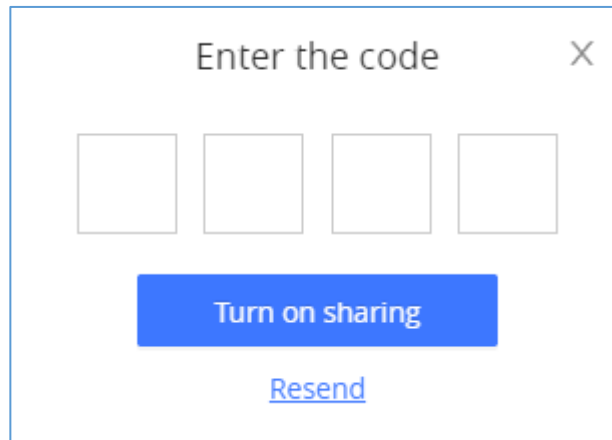 Enter the code X
Turn on sharing
Resend